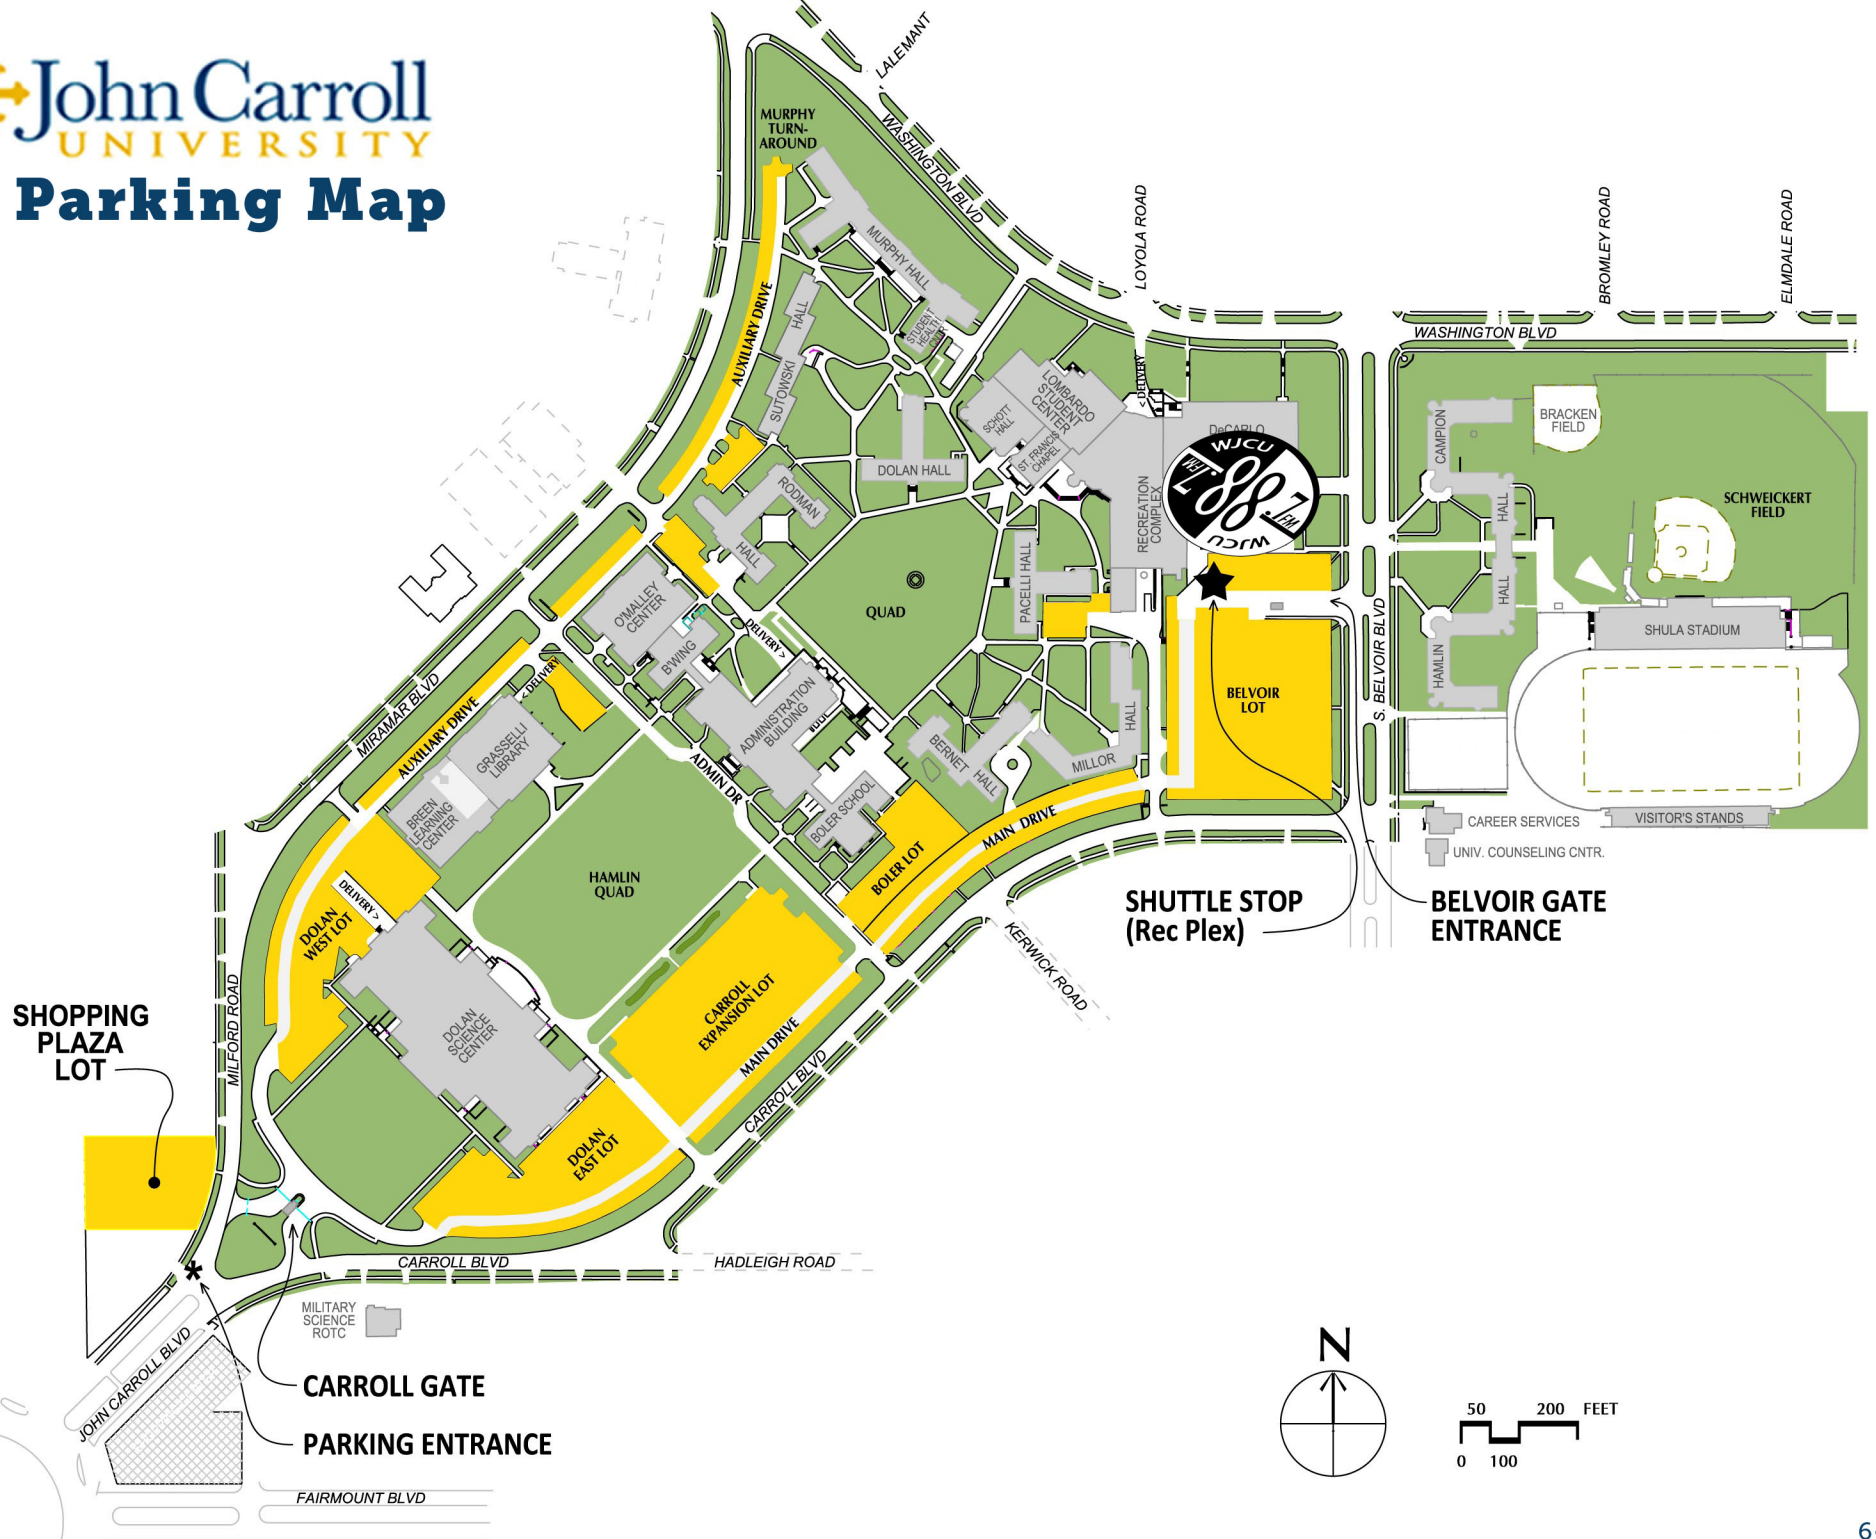 John Carroll
UNIVERSITY
Parking Map
LALEMANT
WASHINGTON BLVD
MURPHY
TURN-
AROUND
MURPHY HALL
LOYOLA ROAD
BROMLEY ROAD
ELMDALE ROAD
WASHINGTON BLVD
AUXILIARY DRIVE
HALL
SUTOWSKI
STUDENT
HEALTH
CNTR
< DELIVERY
LOMBARDO
STUDENT
CENTER
SCHOTT
HALL
ST. FRANCIS
CHAPEL
DeCARLO
WJCU
88.7
FM
WJCU
88.7
FM
RECREATION
COMPLEX
DOLAN HALL
RODMAN
HALL
CAMPION
HALL
BRACKEN
FIELD
SCHWEICKERT
FIELD
HALL
HAMLIN
SHULA STADIUM
VISITOR'S STANDS
S. BELVOIR BLVD
O'MALLEY
CENTER
B'WING
DELIVERY >
QUAD
PACELLI HALL
BELVOIR
LOT
MIRAMAR BLVD
AUXILIARY DRIVE
< DELIVERY
GRASSELLI
LIBRARY
BREEN
LEARNING
CENTER
ADMIN DR
ADMINISTRATION
BUILDING
BERNET
HALL
MILLOR
HALL
BOLER SCHOOL
BOLER LOT
MAIN DRIVE
CAREER SERVICES
UNIV. COUNSELING CNTR.
HAMLIN
QUAD
DELIVERY >
DOLAN
WEST LOT
SHUTTLE STOP
(Rec Plex)
BELVOIR GATE
ENTRANCE
KERWICK ROAD
CARROLL
EXPANSION LOT
MAIN DRIVE
CARROLL BLVD
DOLAN
SCIENCE
CENTER
SHOPPING
PLAZA
LOT
MILFORD ROAD
DOLAN
EAST LOT
CARROLL BLVD
HADLEIGH ROAD
*
MILITARY
SCIENCE
ROTC
JOHN CARROLL BLVD
CARROLL GATE
PARKING ENTRANCE
FAIRMOUNT BLVD
N
50 200 FEET
0 100
6